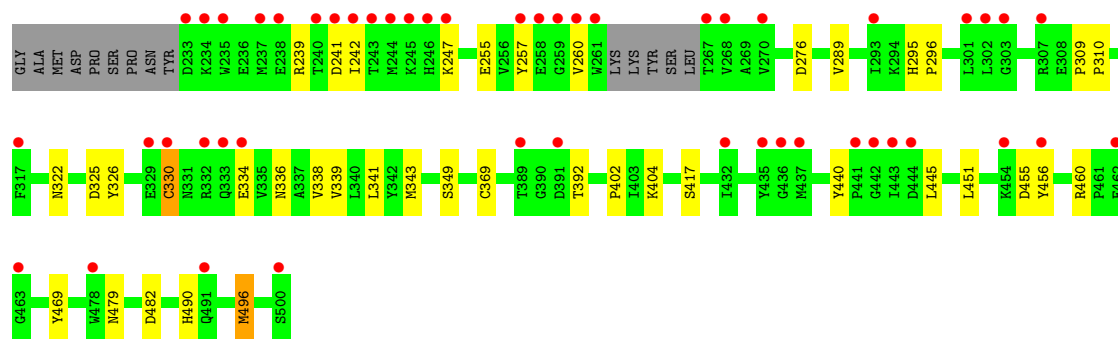 GLY ALA MET ASP PRO SER PRO ASN TYR D233 K234 W235 E236 M237 E238 R239 T240 D241 I242 T243 M244 K245 H246 K247 E255 V256 Y257 E258 G259 V260 W261 LYS LYS TYR SER LEU T267 V268 A269 V270 D276 V289 I293 K294 H295 P296 L301 L302 G303 R307 E308 P309 P310
F317 N322 D325 Y326 E329 C330 N331 R332 Q333 E334 V335 N336 A337 V338 V339 L340 L341 Y342 M343 S349 C369 T389 G390 D391 T392 P402 I403 K404 S417 I432 Y435 G436 M437 Y440 P441 G442 I443 D444 L445 L451 K454 D455 Y456 R460 P461
G463 Y469 W478 N479 D482 H490 Q491 M496 S500